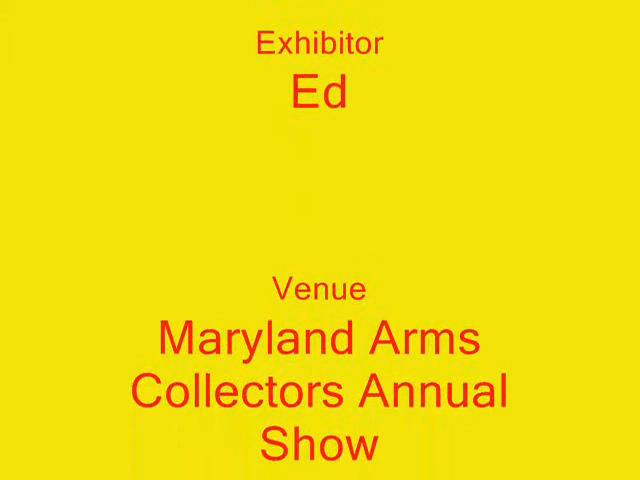 Exhibitor
Ed
Venue
Maryland Arms
Collectors Annual
Show